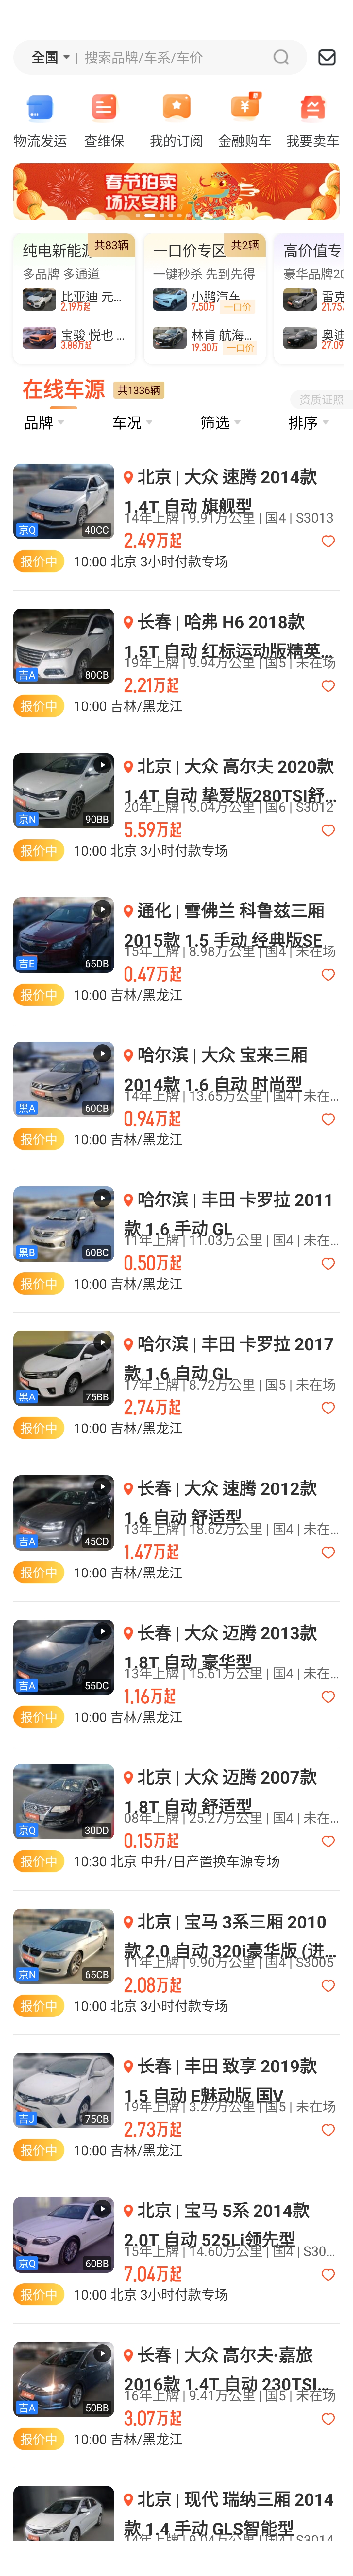 全国 | 搜索品牌/车系/车价
物流发运 查维保 我的订阅 金融购车 我要卖车
春节拍卖
场次安排
纯电新能源 共83辆
多品牌 多通道
比亚迪 元...
2.19万起
宝骏 悦也 ...
3.88万起
一口价专区 共2辆
一键秒杀 先到先得
小鹏汽车
7.50万 一口价
林肯 航海...
19.30万 一口价
高价值专
豪华品牌20
雷克
21.75
奥迪
27.09
在线车源 共1336辆
资质证照
品牌 车况 筛选 排序
北京 | 大众 速腾 2014款
1.4T 自动 旗舰型
14年上牌 | 9.91万公里 | 国4 | S3013
京Q 40CC
2.49万起
报价中 10:00 北京 3小时付款专场
长春 | 哈弗 H6 2018款
1.5T 自动 红标运动版精英...
19年上牌 | 9.94万公里 | 国5 | 未在场
吉A 80CB
2.21万起
报价中 10:00 吉林/黑龙江
北京 | 大众 高尔夫 2020款
1.4T 自动 挚爱版280TSI舒...
20年上牌 | 5.04万公里 | 国6 | S3012
京N 90BB
5.59万起
报价中 10:00 北京 3小时付款专场
通化 | 雪佛兰 科鲁兹三厢
2015款 1.5 手动 经典版SE
15年上牌 | 8.98万公里 | 国4 | 未在场
吉E 65DB
0.47万起
报价中 10:00 吉林/黑龙江
哈尔滨 | 大众 宝来三厢
2014款 1.6 自动 时尚型
14年上牌 | 13.65万公里 | 国4 | 未在...
黑A 60CB
0.94万起
报价中 10:00 吉林/黑龙江
哈尔滨 | 丰田 卡罗拉 2011
款 1.6 手动 GL
11年上牌 | 11.03万公里 | 国4 | 未在...
黑B 60BC
0.50万起
报价中 10:00 吉林/黑龙江
哈尔滨 | 丰田 卡罗拉 2017
款 1.6 自动 GL
17年上牌 | 8.72万公里 | 国5 | 未在场
黑A 75BB
2.74万起
报价中 10:00 吉林/黑龙江
长春 | 大众 速腾 2012款
1.6 自动 舒适型
13年上牌 | 18.62万公里 | 国4 | 未在...
吉A 45CD
1.47万起
报价中 10:00 吉林/黑龙江
长春 | 大众 迈腾 2013款
1.8T 自动 豪华型
13年上牌 | 15.61万公里 | 国4 | 未在...
吉A 55DC
1.16万起
报价中 10:00 吉林/黑龙江
北京 | 大众 迈腾 2007款
1.8T 自动 舒适型
08年上牌 | 25.27万公里 | 国4 | 未在...
京Q 30DD
0.15万起
报价中 10:30 北京 中升/日产置换车源专场
北京 | 宝马 3系三厢 2010
款 2.0 自动 320i豪华版 (进...
11年上牌 | 9.90万公里 | 国4 | S3005
京N 65CB
2.08万起
报价中 10:00 北京 3小时付款专场
长春 | 丰田 致享 2019款
1.5 自动 E魅动版 国V
19年上牌 | 3.27万公里 | 国5 | 未在场
吉J 75CB
2.73万起
报价中 10:00 吉林/黑龙江
北京 | 宝马 5系 2014款
2.0T 自动 525Li领先型
15年上牌 | 14.60万公里 | 国4 | S30...
京Q 60BB
7.04万起
报价中 10:00 北京 3小时付款专场
长春 | 大众 高尔夫·嘉旅
2016款 1.4T 自动 230TSI...
16年上牌 | 9.41万公里 | 国5 | 未在场
吉A 50BB
3.07万起
报价中 10:00 吉林/黑龙江
北京 | 现代 瑞纳三厢 2014
款 1.4 手动 GLS智能型
14年上牌 | 9.04万公里 | 国4 | S3014